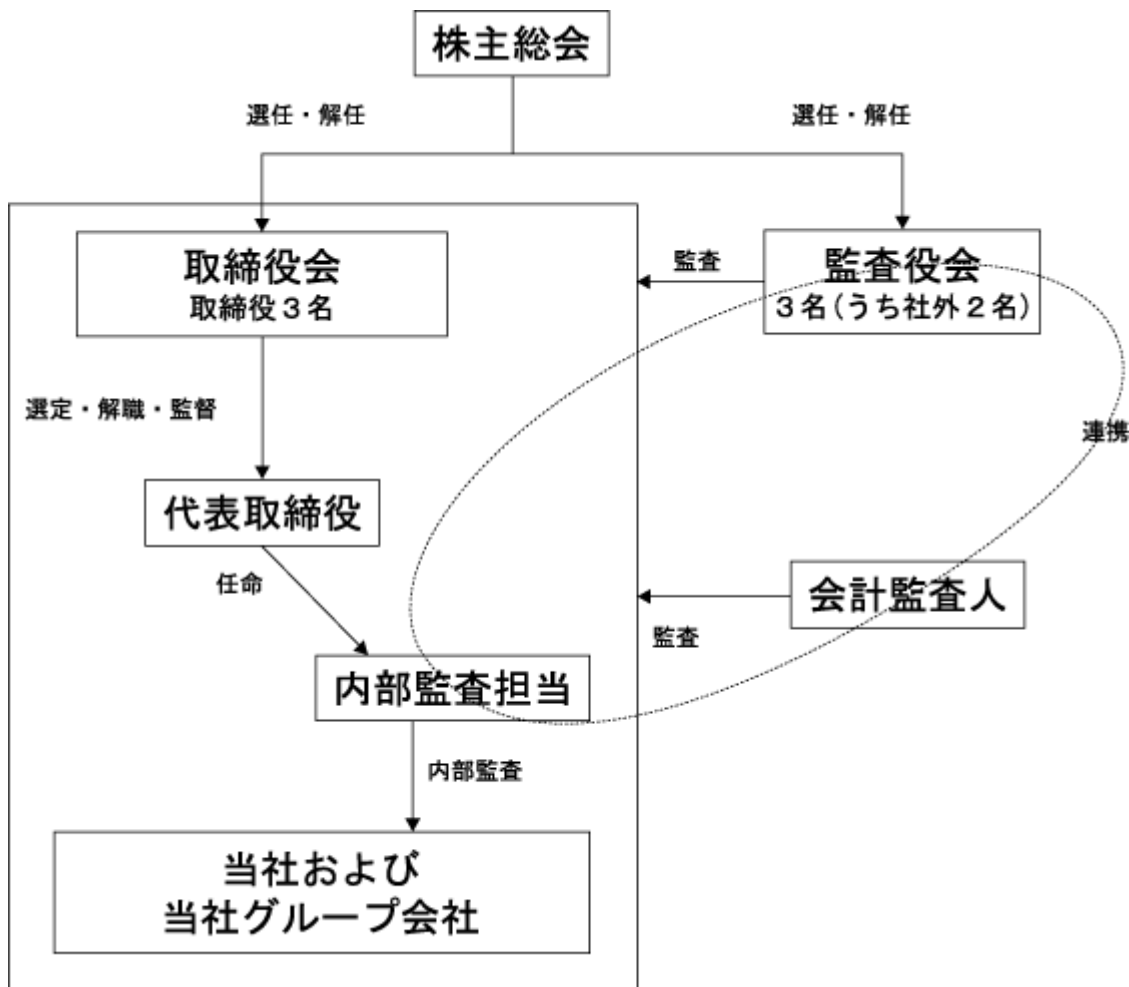 株主総会
選任・解任
選任・解任
取締役会
取締役３名
監査
監査役会
３名(うち社外２名)
選定・解職・監督
連携
代表取締役
任命
会計監査人
監査
内部監査担当
内部監査
当社および
当社グループ会社